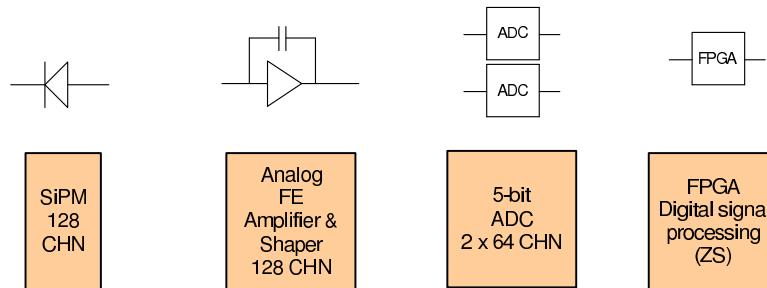 ADC
ADC
FPGA
SiPM
128
CHN
Analog
FE
Amplifier &
Shaper
128 CHN
5-bit
ADC
2 x 64 CHN
FPGA
Digital signa
processing
(ZS)